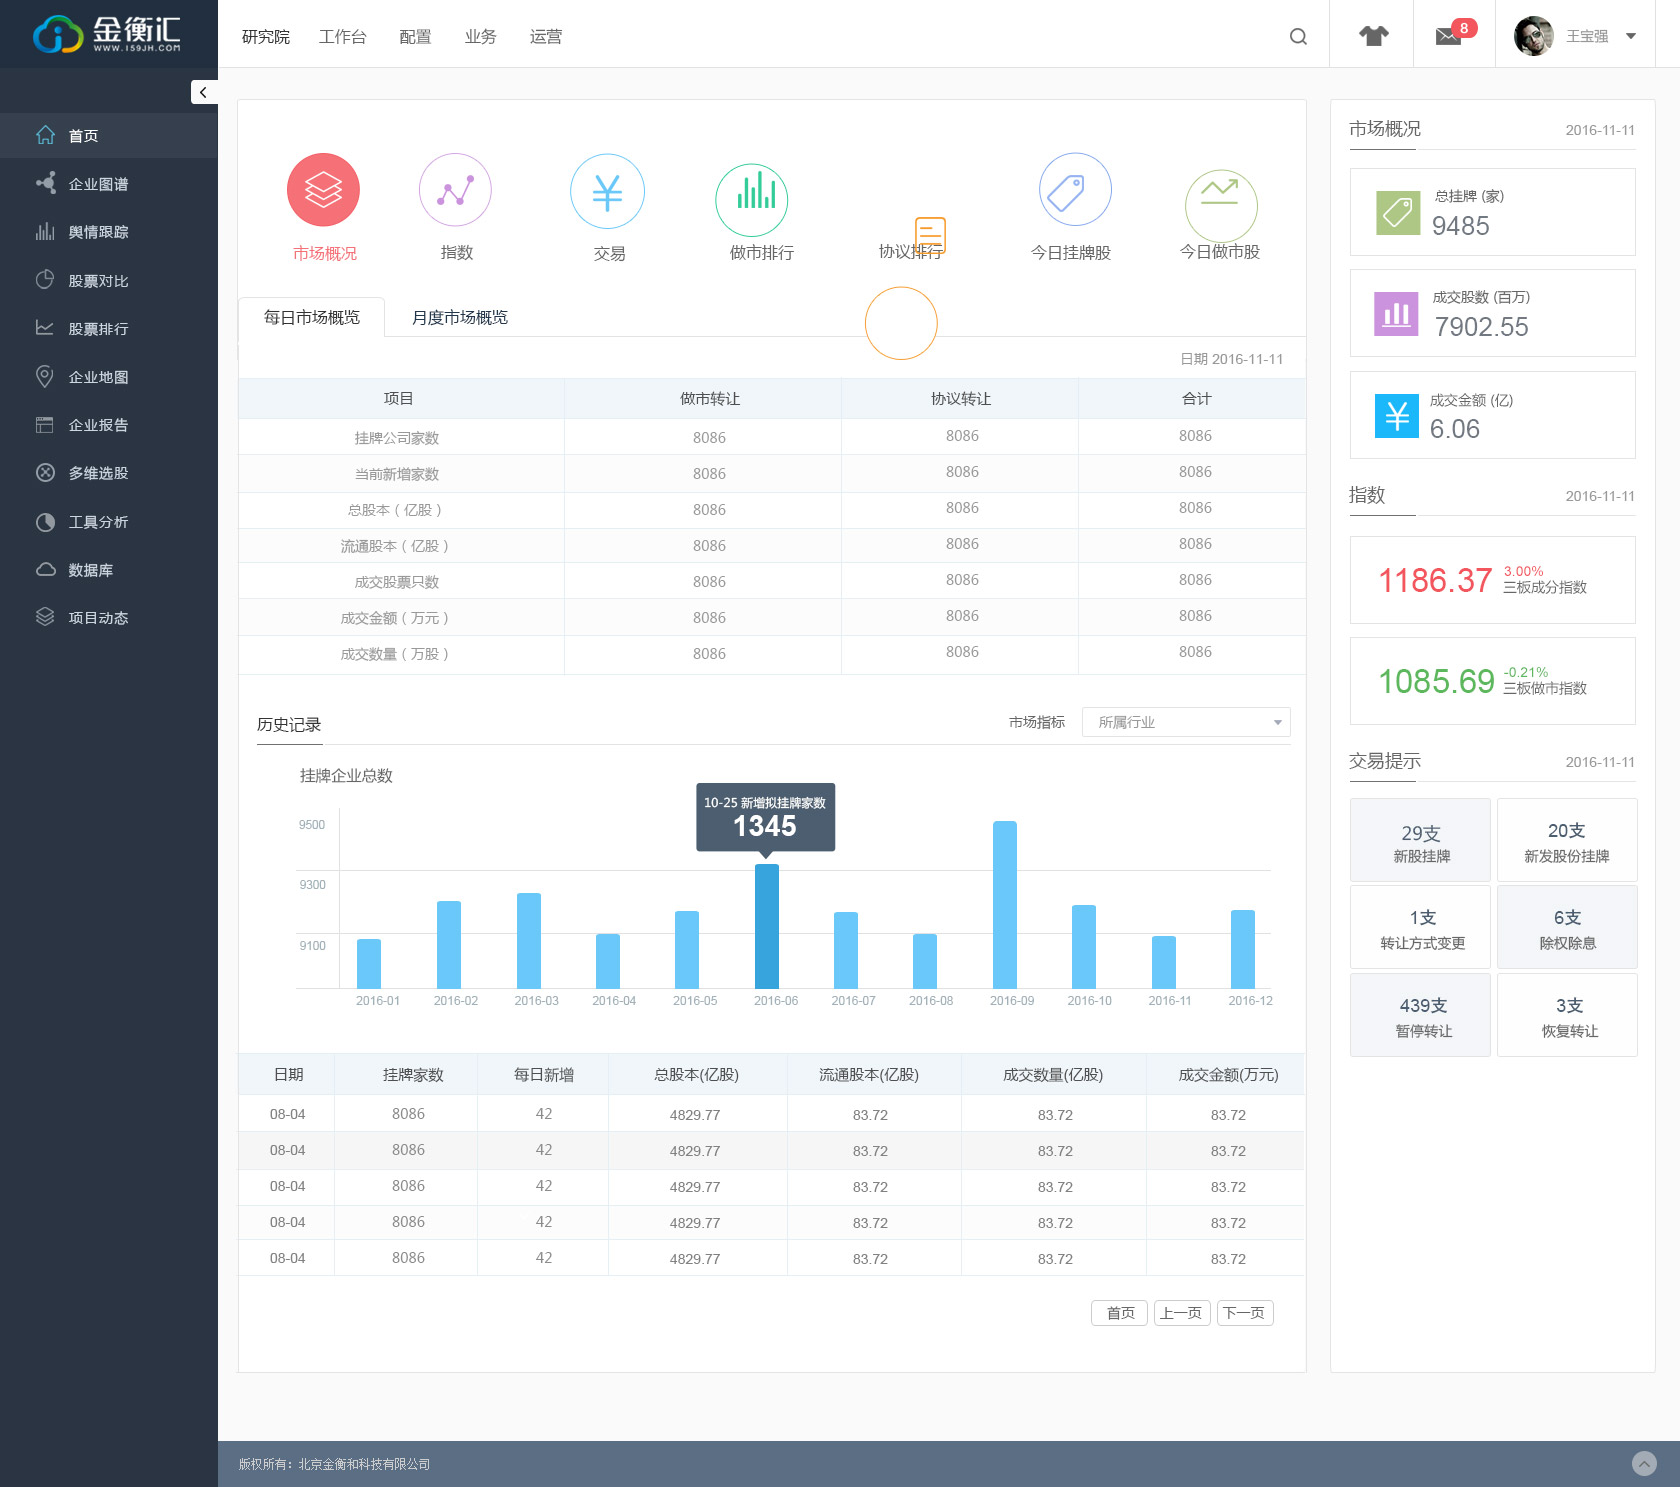 金衡汇
WWW.159JH.COM
研究院 工作台 配置 业务 运营
8
王宝强
首页
企业图谱
舆情跟踪
股票对比
股票排行
企业地图
企业报告
多维选股
工具分析
数据库
项目动态
市场概况 指数 交易 做市排行 协议排行 今日挂牌股 今日做市股
每日市场概览 月度市场概览
日期 2016-11-11
项目 做市转让 协议转让 合计
挂牌公司家数 8086 8086 8086
当前新增家数 8086 8086 8086
总股本（亿股） 8086 8086 8086
流通股本（亿股） 8086 8086 8086
成交股票只数 8086 8086 8086
成交金额（万元） 8086 8086 8086
成交数量（万股） 8086 8086 8086
历史记录
市场指标 所属行业
挂牌企业总数
10-25 新增拟挂牌家数
1345
9500
9300
9100
2016-01 2016-02 2016-03 2016-04 2016-05 2016-06 2016-07 2016-08 2016-09 2016-10 2016-11 2016-12
日期 挂牌家数 每日新增 总股本(亿股) 流通股本(亿股) 成交数量(亿股) 成交金额(万元)
08-04 8086 42 4829.77 83.72 83.72 83.72
08-04 8086 42 4829.77 83.72 83.72 83.72
08-04 8086 42 4829.77 83.72 83.72 83.72
08-04 8086 42 4829.77 83.72 83.72 83.72
08-04 8086 42 4829.77 83.72 83.72 83.72
首页 上一页 下一页
市场概况 2016-11-11
总挂牌 (家)
9485
成交股数 (百万)
7902.55
成交金额 (亿)
6.06
指数 2016-11-11
1186.37 3.00%
三板成分指数
1085.69 -0.21%
三板做市指数
交易提示 2016-11-11
29支 20支
新股挂牌 新发股份挂牌
1支 6支
转让方式变更 除权除息
439支 3支
暂停转让 恢复转让
版权所有：北京金衡和科技有限公司